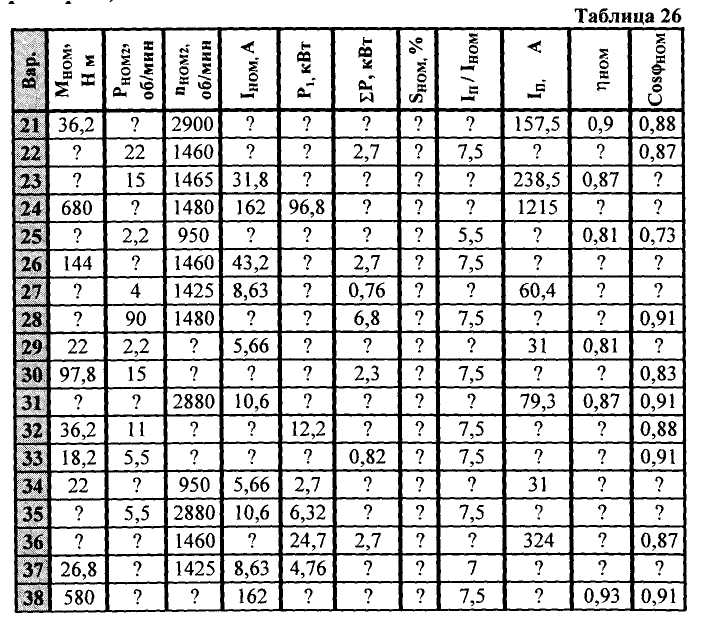 Таблица 26
Вар. Мном, Н м Рном2, об/мин nном2, об/мин Iном, А Р1, кВт ΣР, кВт Sном, % Iп / Iном Iп, А ηном Cosφном
21 36,2 ? 2900 ? ? ? ? ? 157,5 0,9 0,88
22 ? 22 1460 ? ? 2,7 ? 7,5 ? ? 0,87
23 ? 15 1465 31,8 ? ? ? ? 238,5 0,87 ?
24 680 ? 1480 162 96,8 ? ? ? 1215 ? ?
25 ? 2,2 950 ? ? ? ? 5,5 ? 0,81 0,73
26 144 ? 1460 43,2 ? 2,7 ? 7,5 ? ? ?
27 ? 4 1425 8,63 ? 0,76 ? ? 60,4 ? ?
28 ? 90 1480 ? ? 6,8 ? 7,5 ? ? 0,91
29 22 2,2 ? 5,66 ? ? ? ? 31 0,81 ?
30 97,8 15 ? ? ? 2,3 ? 7,5 ? ? 0,83
31 ? ? 2880 10,6 ? ? ? ? 79,3 0,87 0,91
32 36,2 11 ? ? 12,2 ? ? 7,5 ? ? 0,88
33 18,2 5,5 ? ? ? 0,82 ? 7,5 ? ? 0,91
34 22 ? 950 5,66 2,7 ? ? ? 31 ? ?
35 ? 5,5 2880 10,6 6,32 ? ? 7,5 ? ? ?
36 ? ? 1460 ? 24,7 2,7 ? ? 324 ? 0,87
37 26,8 ? 1425 8,63 4,76 ? ? 7 ? ? ?
38 580 ? ? 162 ? ? ? 7,5 ? 0,93 0,91